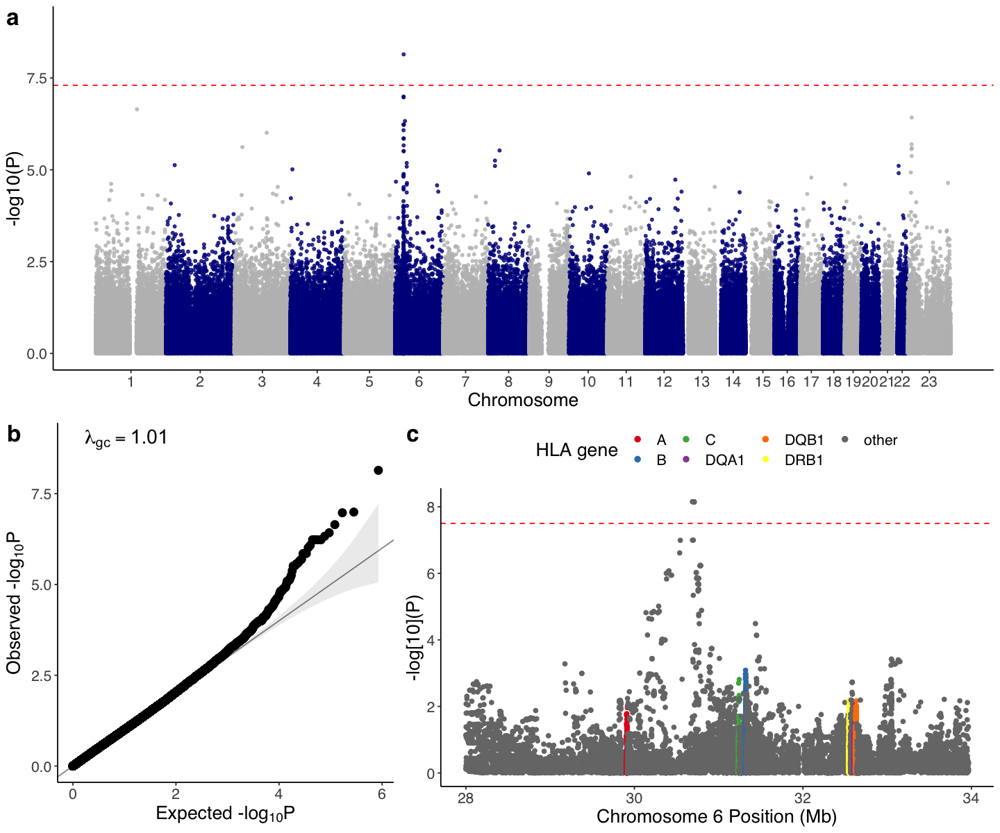 a
7.5
5.0
2.5
0.0
-log10(P)
1 2 3 4 5 6 7 8 9 10 11 12 13 14 15 16 17 18 19 20 21 22 23
Chromosome
b
λgc = 1.01
7.5
5.0
2.5
0.0
Observed -log10P
0 2 4 6
Expected -log10P
c
HLA gene
A C DQB1 other
B DQA1 DRB1
8
6
4
2
0
-log[10](P)
28 30 32 34
Chromosome 6 Position (Mb)